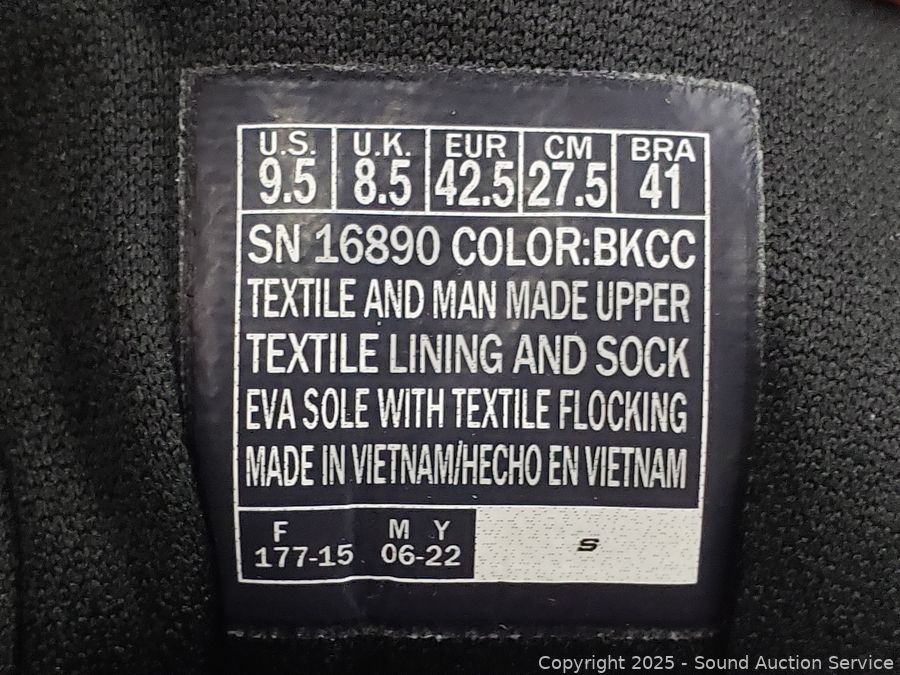 U.S. U.K. EUR CM BRA
9.5 8.5 42.5 27.5 41
SN 16890 COLOR:BKCC
TEXTILE AND MAN MADE UPPER
TEXTILE LINING AND SOCK
EVA SOLE WITH TEXTILE FLOCKING
MADE IN VIETNAM/HECHO EN VIETNAM
F M Y
177-15 06-22
S
Copyright © 2025 - Sound Auction Service